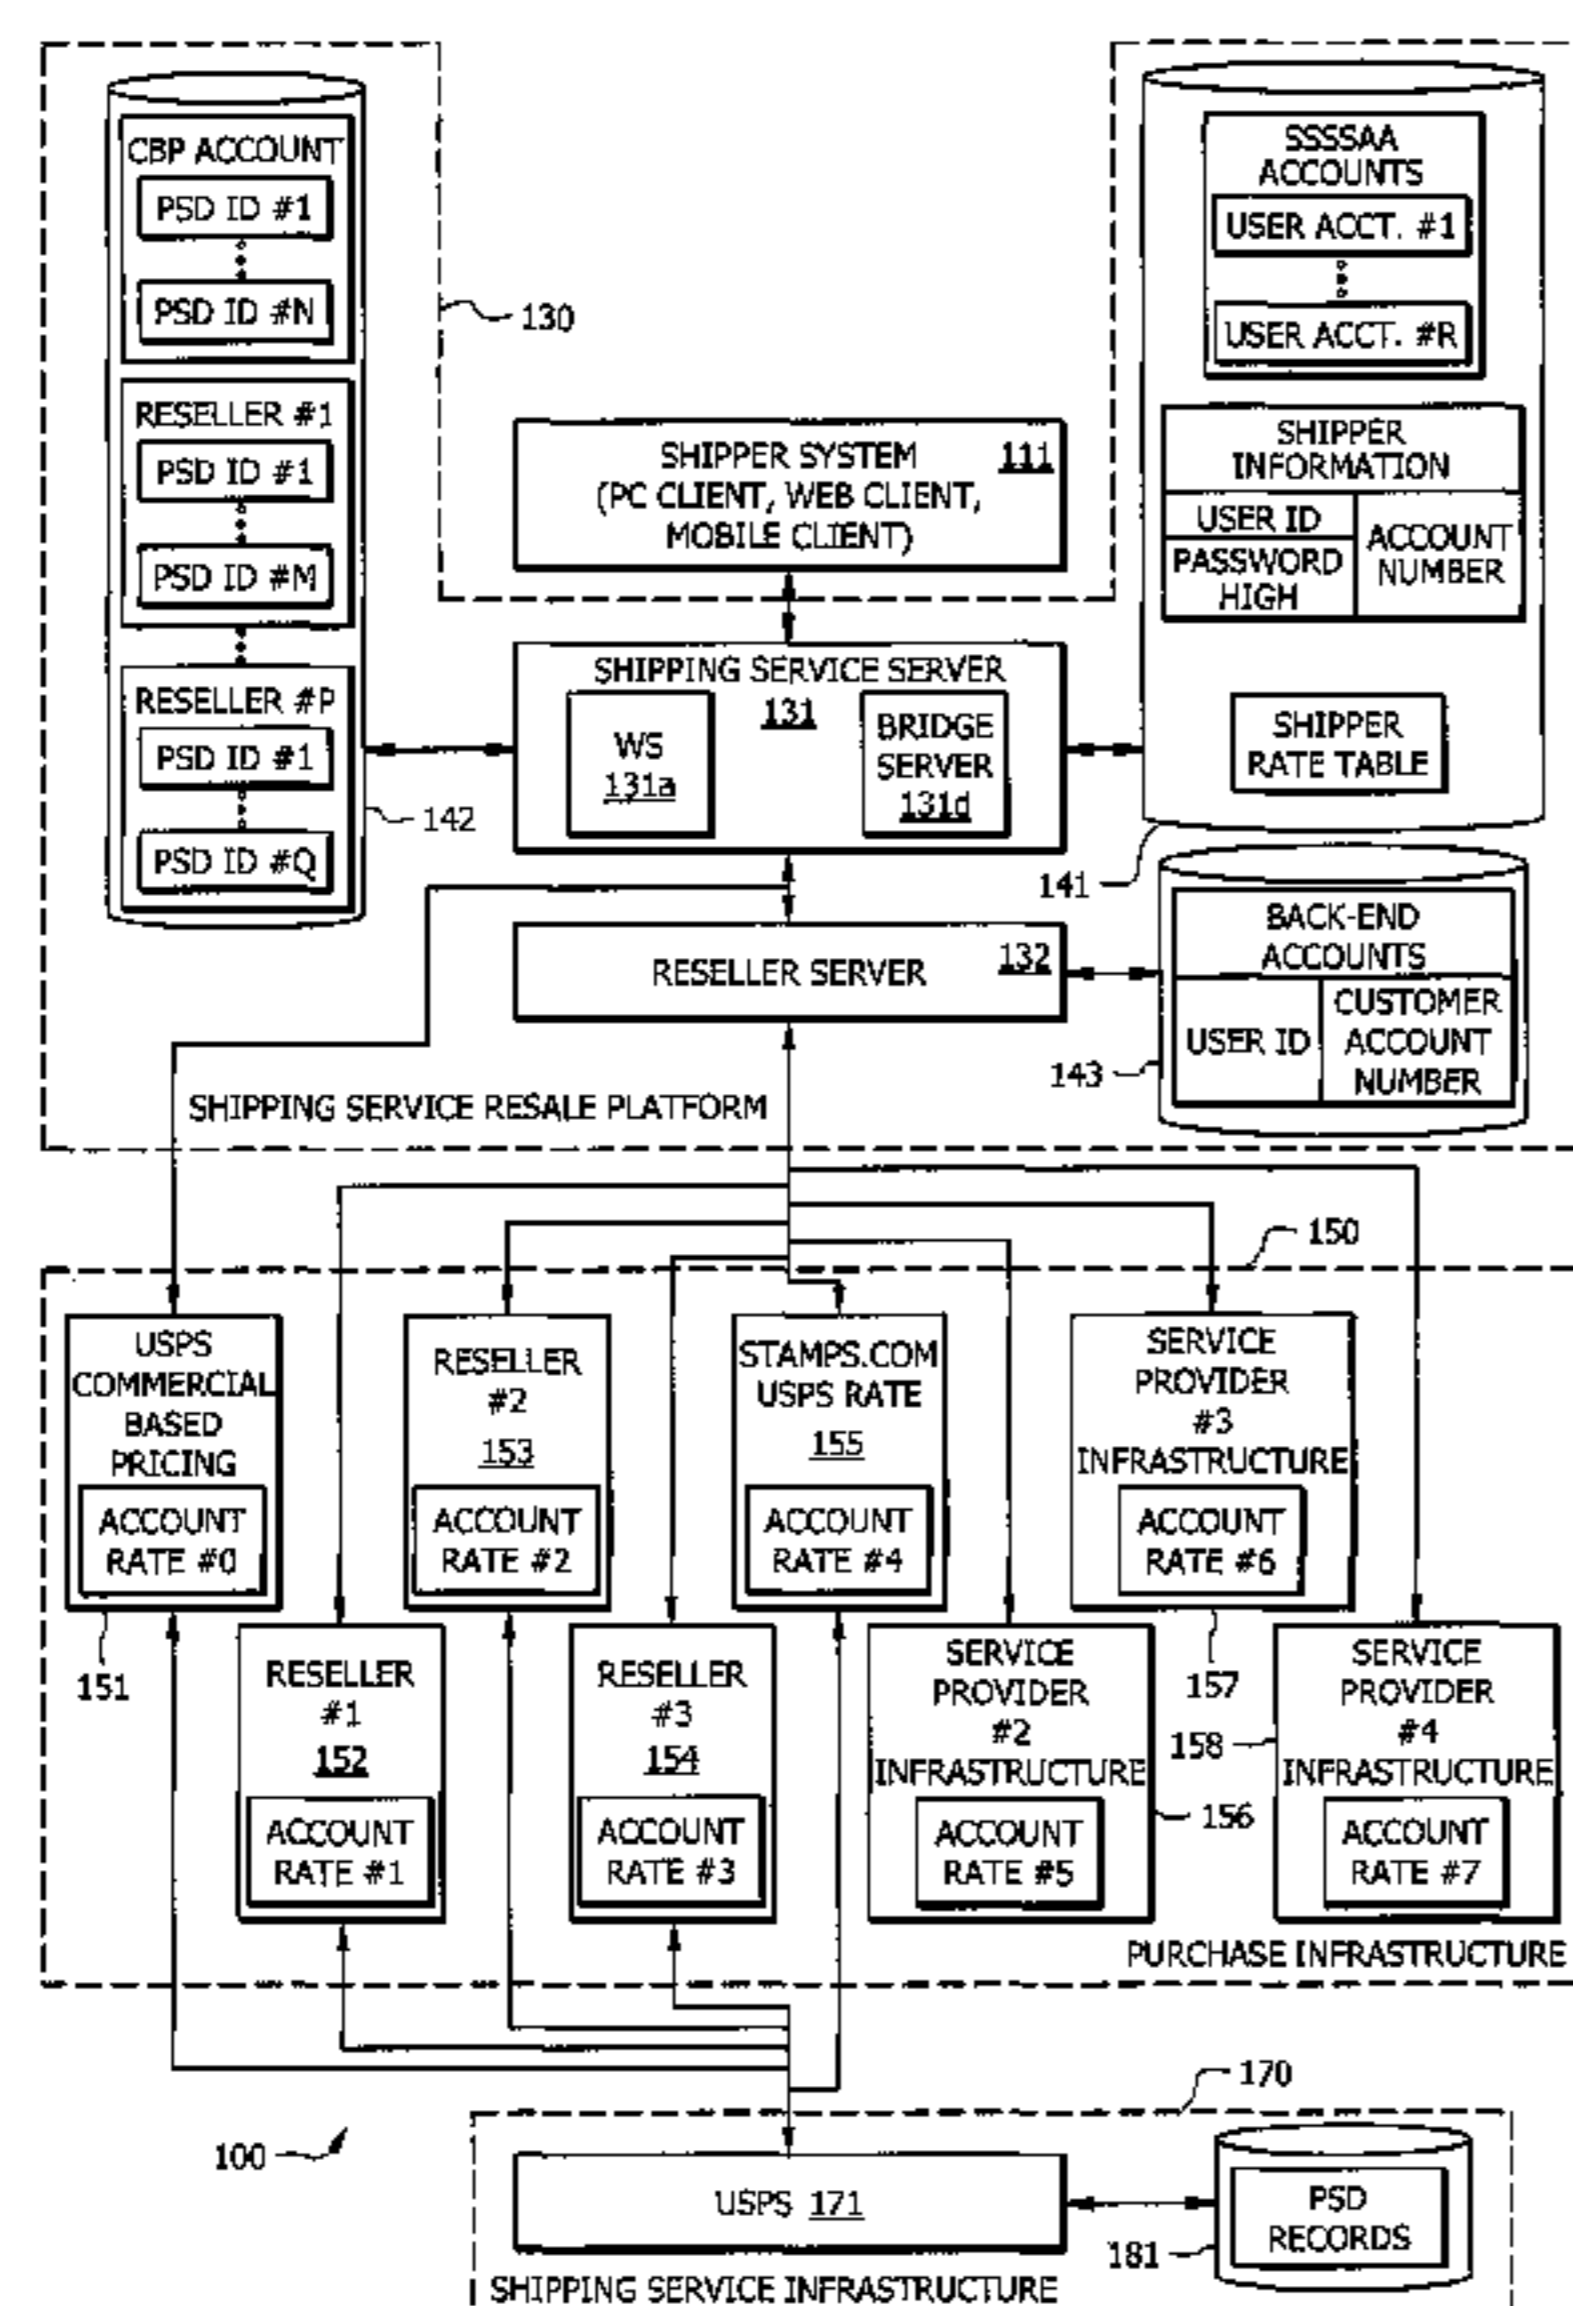 CBP ACCOUNT
PSD ID #1
PSD ID #N
RESELLER #1
PSD ID #1
PSD ID #M
RESELLER #P
PSD ID #1
PSD ID #Q
142
130
SHIPPER SYSTEM 111
(PC CLIENT, WEB CLIENT,
MOBILE CLIENT)
SHIPPING SERVICE SERVER
131
WS
131a
BRIDGE
SERVER
131d
SSSSAA
ACCOUNTS
USER ACCT. #1
USER ACCT. #R
SHIPPER
INFORMATION
USER ID
PASSWORD
HIGH
ACCOUNT
NUMBER
SHIPPER
RATE TABLE
141
RESELLER SERVER 132
BACK-END
ACCOUNTS
USER ID
CUSTOMER
ACCOUNT
NUMBER
143
SHIPPING SERVICE RESALE PLATFORM
150
USPS
COMMERCIAL
BASED
PRICING
ACCOUNT
RATE #0
151
RESELLER
#2
153
ACCOUNT
RATE #2
STAMPS.COM
USPS RATE
155
ACCOUNT
RATE #4
SERVICE
PROVIDER
#3
INFRASTRUCTURE
ACCOUNT
RATE #6
157
RESELLER
#1
152
ACCOUNT
RATE #1
RESELLER
#3
154
ACCOUNT
RATE #3
SERVICE
PROVIDER
#2
INFRASTRUCTURE
ACCOUNT
RATE #5
156
SERVICE
PROVIDER
#4
INFRASTRUCTURE
ACCOUNT
RATE #7
158
PURCHASE INFRASTRUCTURE
170
100
USPS 171
PSD
RECORDS
181
SHIPPING SERVICE INFRASTRUCTURE